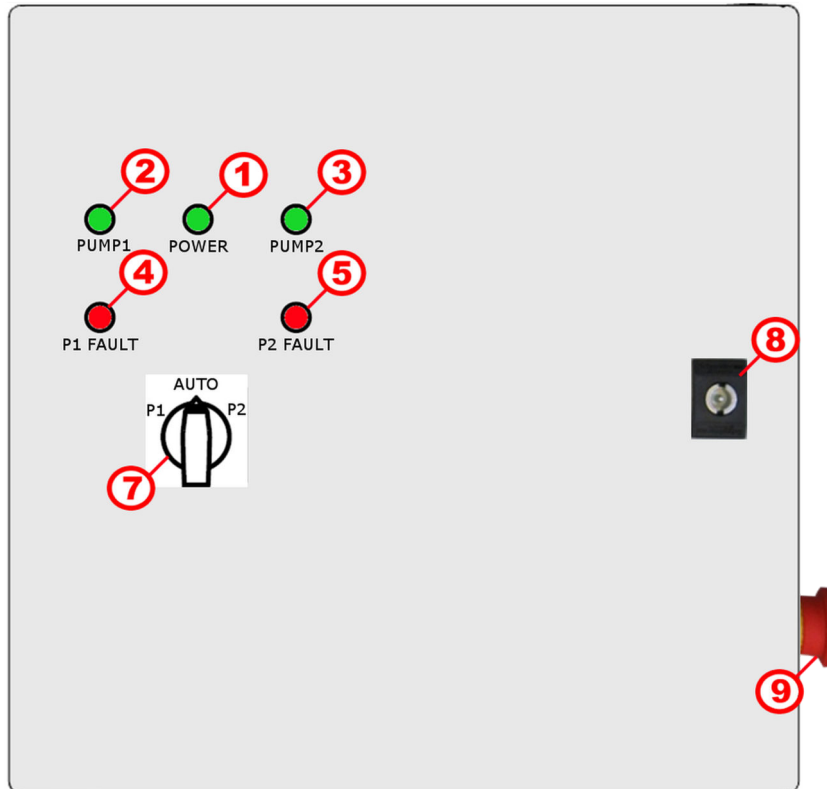 2 1 3
PUMP1 POWER PUMP2
4 5
P1 FAULT P2 FAULT
8
AUTO
P1 P2
7
9